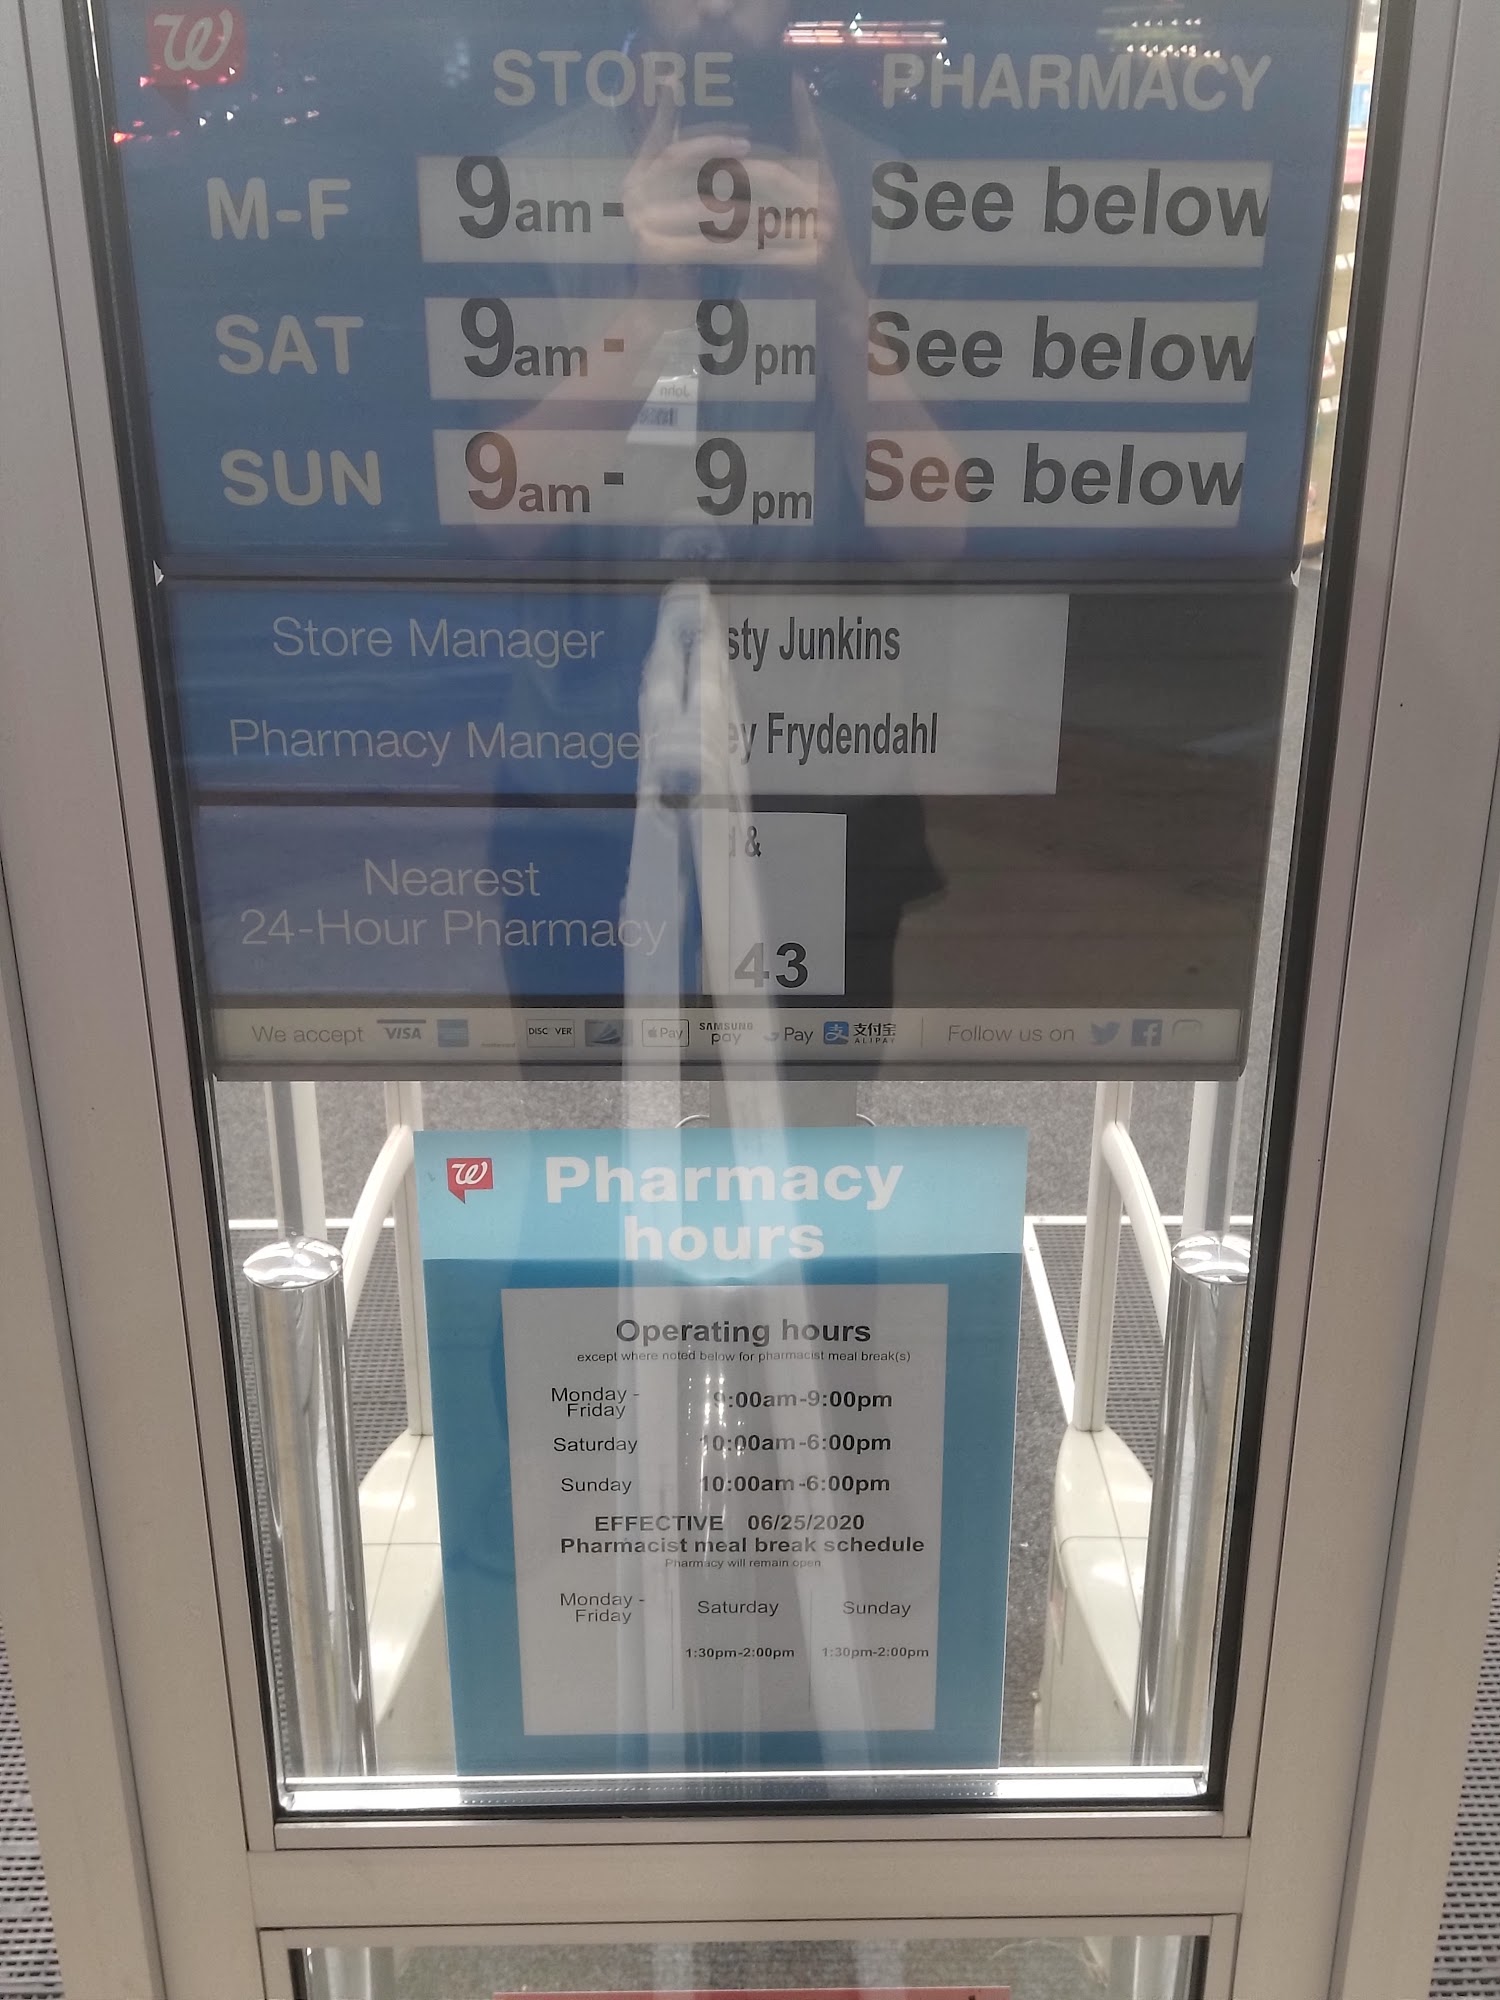 W
STORE PHARMACY
M-F 9am - 9pm See below
SAT 9am - 9pm See below
SUN 9am - 9pm See below
Store Manager sty Junkins
Pharmacy Manager ey Frydendahl
&
Nearest
24-Hour Pharmacy
43
We accept VISA DISCOVER Pay SAMSUNG pay Pay 支 支付宝 ALIPAY Follow us on
W Pharmacy
hours
Operating hours
except where noted below for pharmacist meal break(s)
Monday -
Friday 9:00am-9:00pm
Saturday 10:00am-6:00pm
Sunday 10:00am-6:00pm
EFFECTIVE 06/25/2020
Pharmacist meal break schedule
Pharmacy will remain open
Monday -
Friday Saturday Sunday
1:30pm-2:00pm 1:30pm-2:00pm